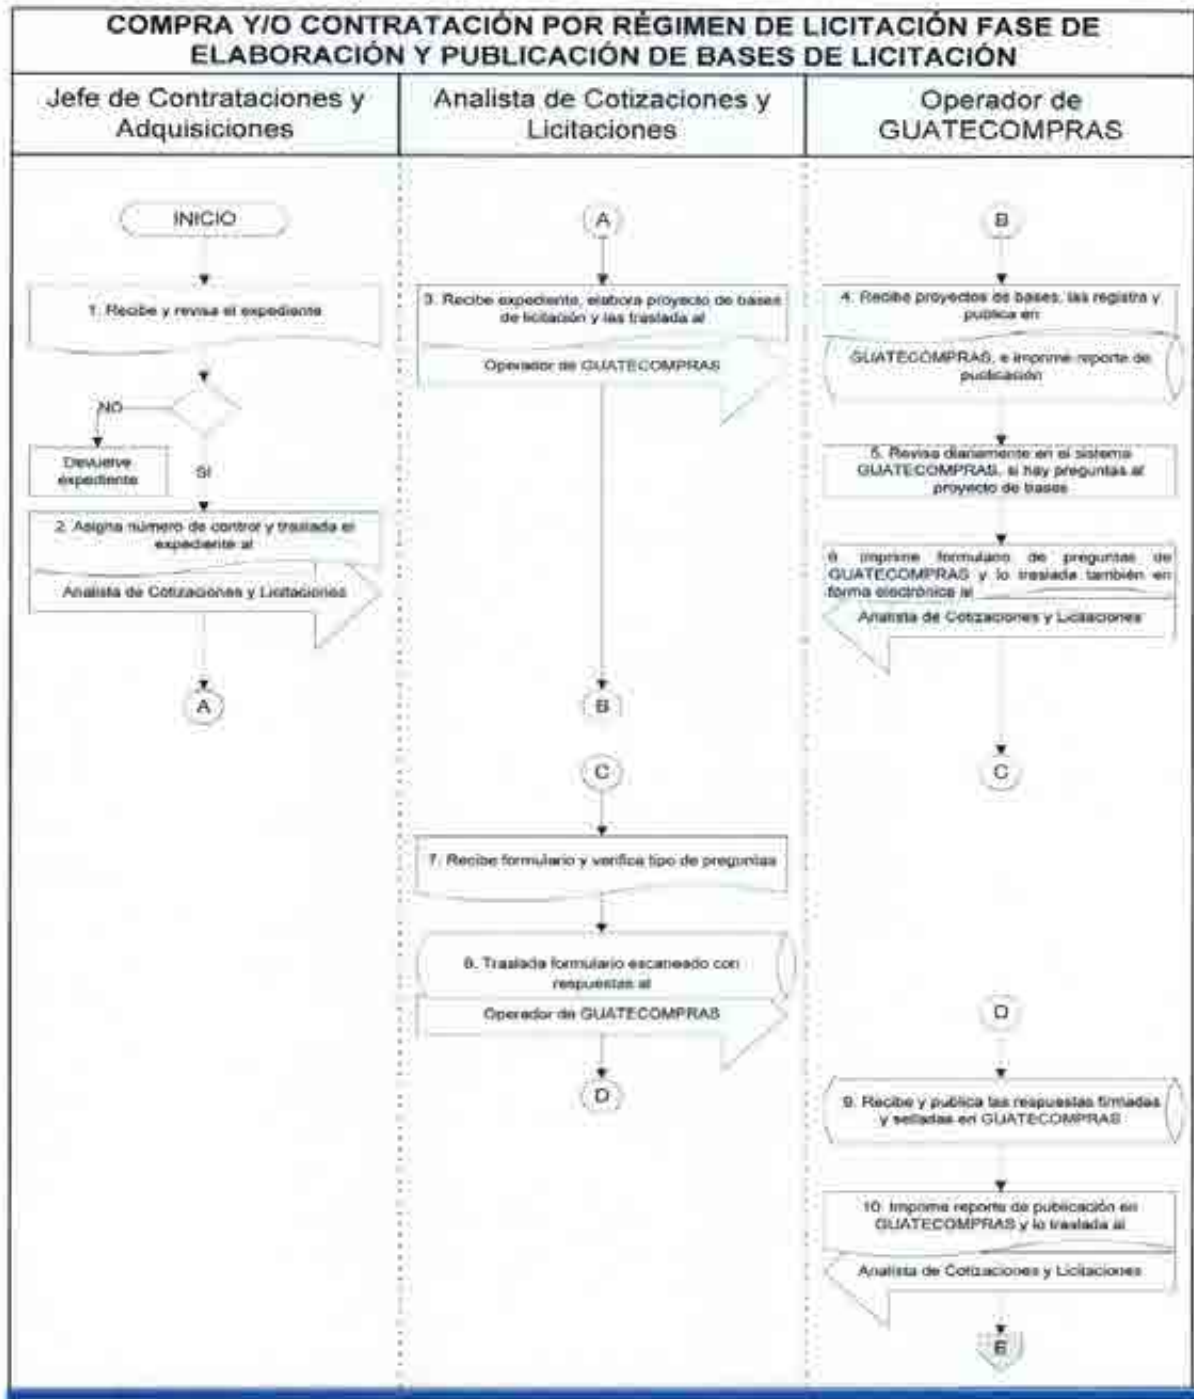 COMPRA Y/O CONTRATACIÓN POR RÉGIMEN DE LICITACIÓN FASE DE
ELABORACIÓN Y PUBLICACIÓN DE BASES DE LICITACIÓN
Jefe de Contrataciones y
Adquisiciones
INICIO
1. Recibe y revisa el expediente
NO
Devuelve
expediente
SI
2. Asigna número de control y traslada el
expediente al
Analista de Cotizaciones y Licitaciones
A
Analista de Cotizaciones y
Licitaciones
A
3. Recibe expediente, elabora proyecto de bases
de licitación y las traslada al
Operador de GUATECOMPRAS
B
C
7. Recibe formulario y verifica tipo de preguntas
8. Traslada formulario escaneado con
respuestas al
Operador de GUATECOMPRAS
D
Operador de
GUATECOMPRAS
B
4. Recibe proyectos de bases, las registra y
publica en
GUATECOMPRAS, e imprime reporte de
publicación
5. Revisa diariamente en el sistema
GUATECOMPRAS, si hay preguntas al
proyecto de bases
6. Imprime formulario de preguntas de
GUATECOMPRAS y lo traslada también en
forma electrónica al
Analista de Cotizaciones y Licitaciones
C
D
9. Recibe y publica las respuestas firmadas
y selladas en GUATECOMPRAS
10. Imprime reporte de publicación en
GUATECOMPRAS y lo traslada al
Analista de Cotizaciones y Licitaciones
E